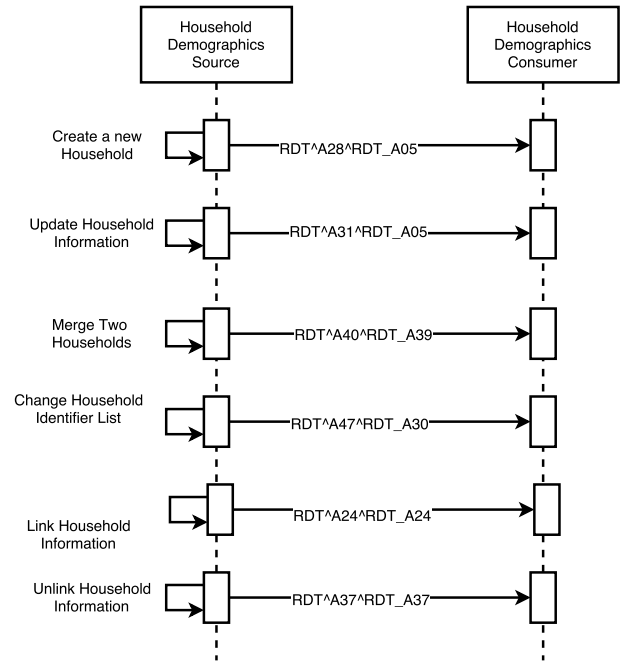 Household
Demographics
Source
Household
Demographics
Consumer
Create a new
Household
RDT^A28^RDT_A05
Update Household
Information
RDT^A31^RDT_A05
Merge Two
Households
RDT^A40^RDT_A39
Change Household
Identifier List
RDT^A47^RDT_A30
Link Household
Information
RDT^A24^RDT_A24
Unlink Household
Information
RDT^A37^RDT_A37